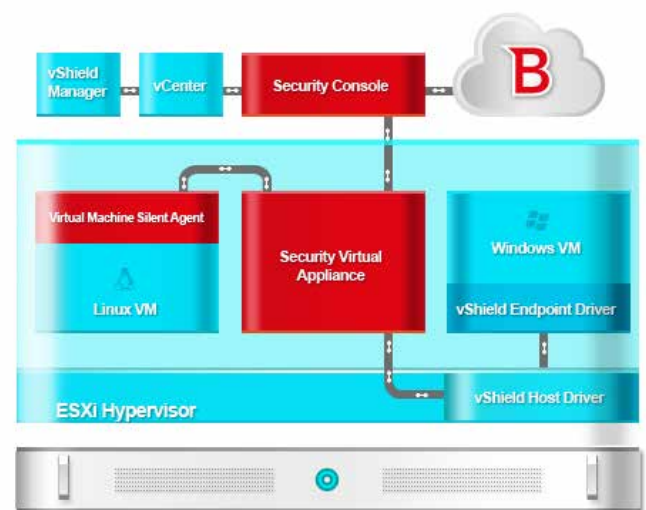 vShield
Manager
vCenter
Security Console
B
Virtual Machine Silent Agent
Linux VM
Security Virtual
Appliance
Windows VM
vShield Endpoint Driver
vShield Host Driver
ESXi Hypervisor